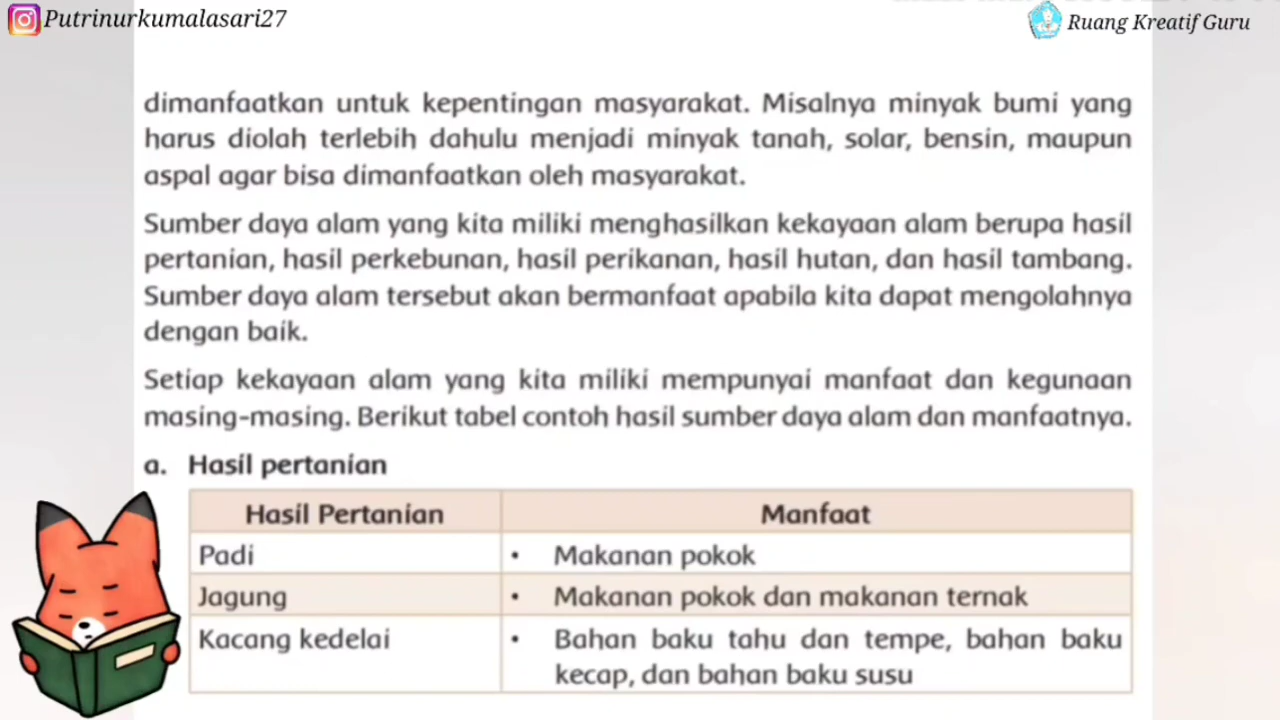 Putrinurkumalasari27
Ruang Kreatif Guru
dimanfaatkan untuk kepentingan masyarakat. Misalnya minyak bumi yang
harus diolah terlebih dahulu menjadi minyak tanah, solar, bensin, maupun
aspal agar bisa dimanfaatkan oleh masyarakat.
Sumber daya alam yang kita miliki menghasilkan kekayaan alam berupa hasil
pertanian, hasil perkebunan, hasil perikanan, hasil hutan, dan hasil tambang.
Sumber daya alam tersebut akan bermanfaat apabila kita dapat mengolahnya
dengan baik.
Setiap kekayaan alam yang kita miliki mempunyai manfaat dan kegunaan
masing-masing. Berikut tabel contoh hasil sumber daya alam dan manfaatnya.
a. Hasil pertanian
Hasil Pertanian Manfaat
Padi • Makanan pokok
Jagung • Makanan pokok dan makanan ternak
Kacang kedelai • Bahan baku tahu dan tempe, bahan baku
kecap, dan bahan baku susu